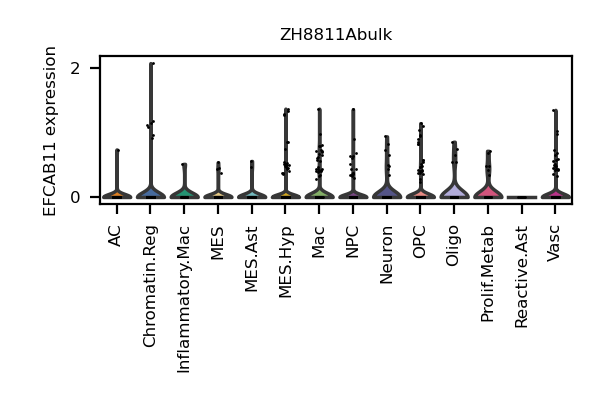 ZH8811Abulk
EFCAB11 expression
2
0
AC
Chromatin.Reg
Inflammatory.Mac
MES
MES.Ast
MES.Hyp
Mac
NPC
Neuron
OPC
Oligo
Prolif.Metab
Reactive.Ast
Vasc